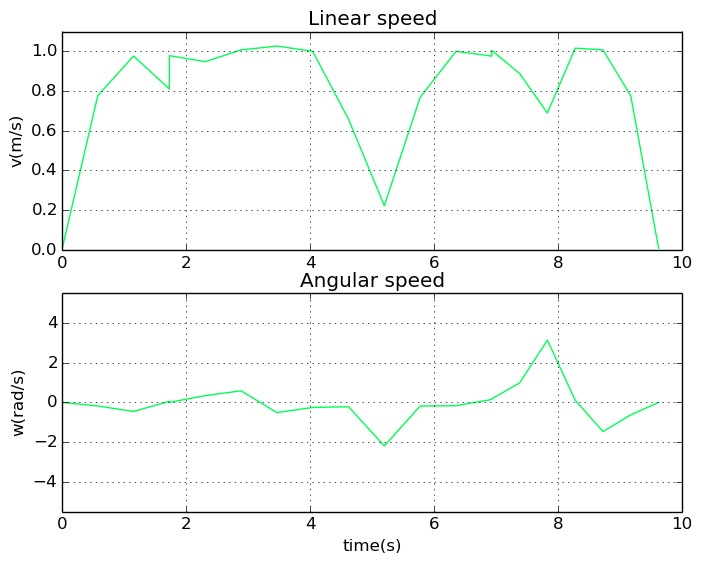 Linear speed
v(m/s)
1.0
0.8
0.6
0.4
0.2
0.0
0 2 4 6 8 10
Angular speed
w(rad/s)
4
2
0
−2
−4
0 2 4 6 8 10
time(s)